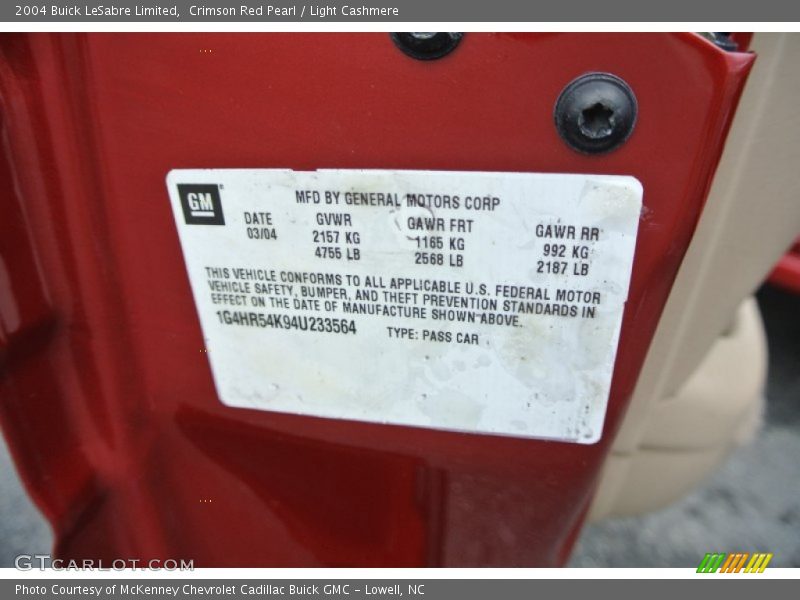 2004 Buick LeSabre Limited, Crimson Red Pearl / Light Cashmere
GM
MFD BY GENERAL MOTORS CORP
DATE GVWR GAWR FRT GAWR RR
03/04 2157 KG 1165 KG 992 KG
4755 LB 2568 LB 2187 LB
THIS VEHICLE CONFORMS TO ALL APPLICABLE U.S. FEDERAL MOTOR
VEHICLE SAFETY, BUMPER, AND THEFT PREVENTION STANDARDS IN
EFFECT ON THE DATE OF MANUFACTURE SHOWN ABOVE.
1G4HR54K94U233564 TYPE: PASS CAR
GTCARLOT.COM
Photo Courtesy of McKenney Chevrolet Cadillac Buick GMC - Lowell, NC